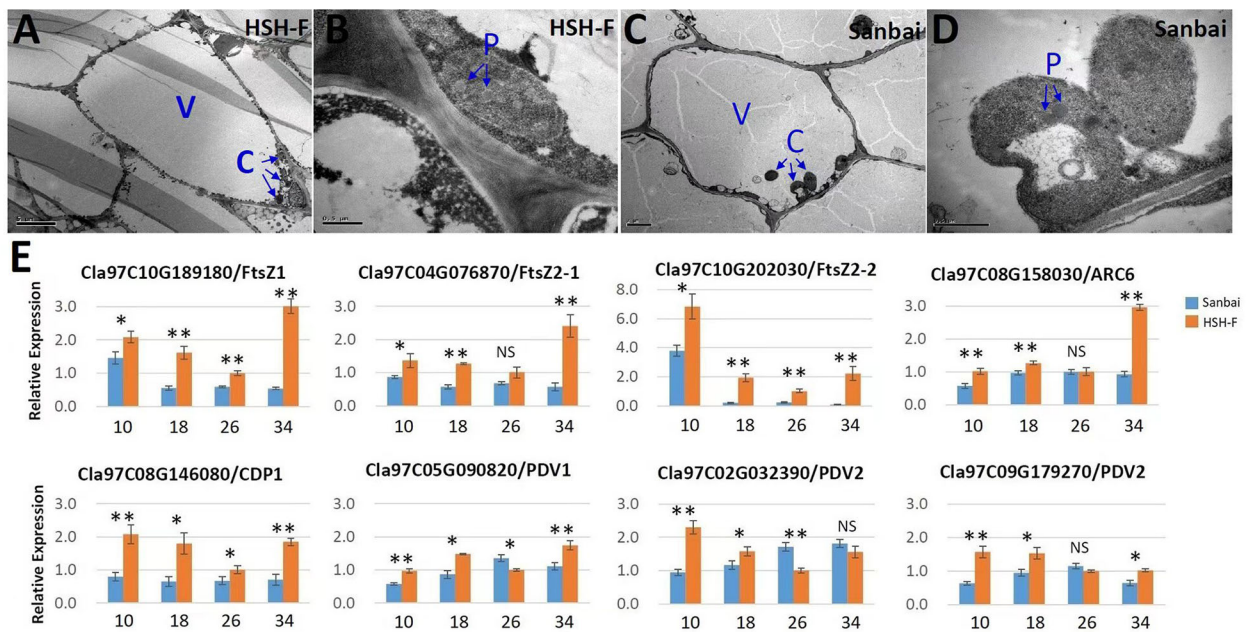 A HSH-F B HSH-F C Sanbai D Sanbai
P P
V V
C C
5 μm 0.5 μm
E
Cla97C10G189180/FtsZ1 Cla97C04G076870/FtsZ2-1 Cla97C10G202030/FtsZ2-2 Cla97C08G158030/ARC6
Relative Expression
3.0 2.0 1.0 0.0
* ** ** **
10 18 26 34
3.0 2.0 1.0 0.0
* ** NS **
10 18 26 34
8.0 6.0 4.0 2.0 0.0
* ** ** **
10 18 26 34
3.0 2.0 1.0 0.0
** ** NS **
10 18 26 34
Sanbai
HSH-F
Cla97C08G146080/CDP1 Cla97C05G090820/PDV1 Cla97C02G032390/PDV2 Cla97C09G179270/PDV2
Relative Expression
3.0 2.0 1.0 0.0
** * * **
10 18 26 34
3.0 2.0 1.0 0.0
** * * **
10 18 26 34
3.0 2.0 1.0 0.0
** * ** NS
10 18 26 34
3.0 2.0 1.0 0.0
** * NS *
10 18 26 34